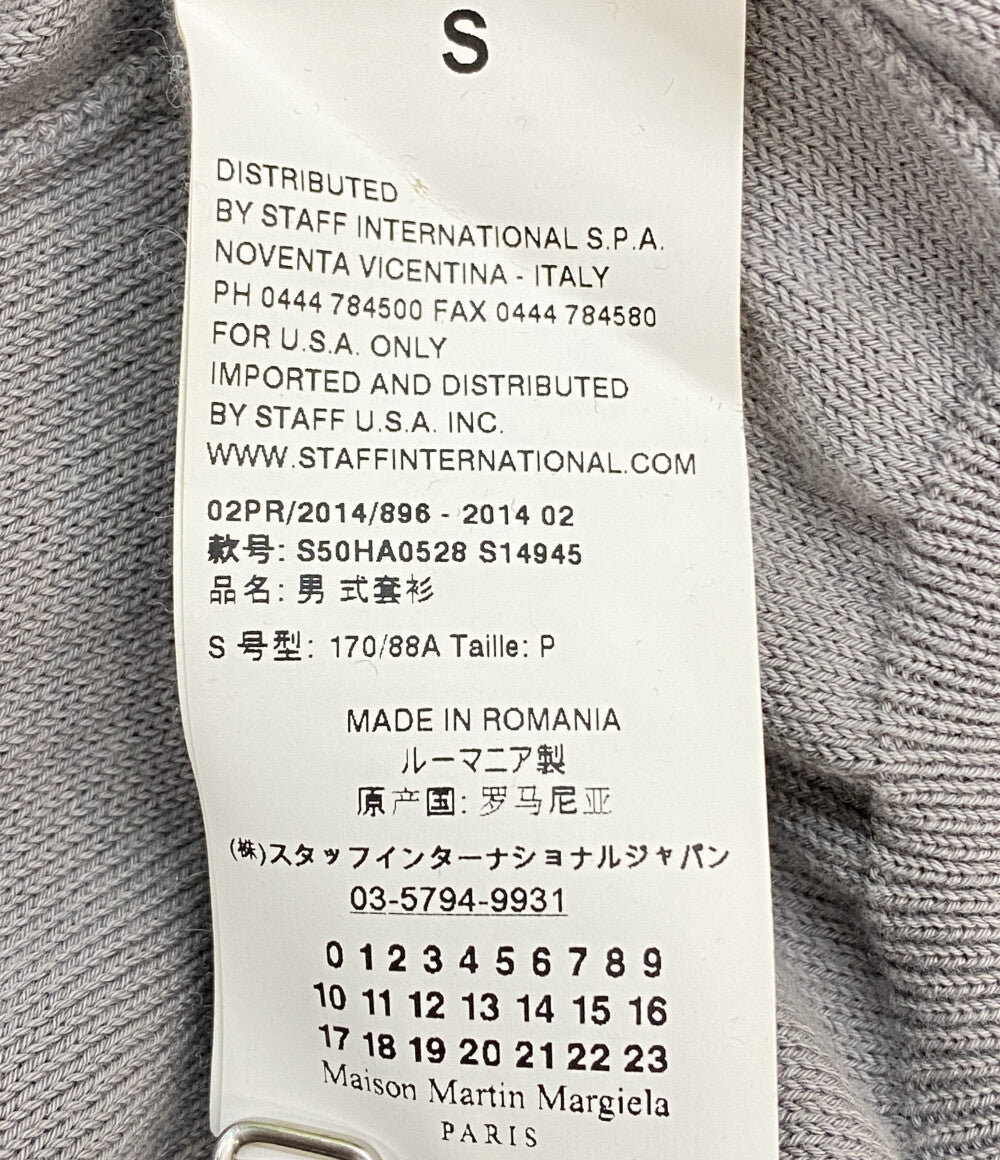 S
DISTRIBUTED
BY STAFF INTERNATIONAL S.P.A.
NOVENTA VICENTINA - ITALY
PH 0444 784500 FAX 0444 784580
FOR U.S.A. ONLY
IMPORTED AND DISTRIBUTED
BY STAFF U.S.A. INC.
WWW.STAFFINTERNATIONAL.COM
02PR/2014/896 - 2014 02
款号: S50HA0528 S14945
品名: 男 式套衫
S 号型: 170/88A Taille: P
MADE IN ROMANIA
ルーマニア製
原产国: 罗马尼亚
(株)スタッフインターナショナルジャパン
03-5794-9931
0 1 2 3 4 5 6 7 8 9
10 11 12 13 14 15 16
17 18 19 20 21 22 23
Maison Martin Margiela
PARIS